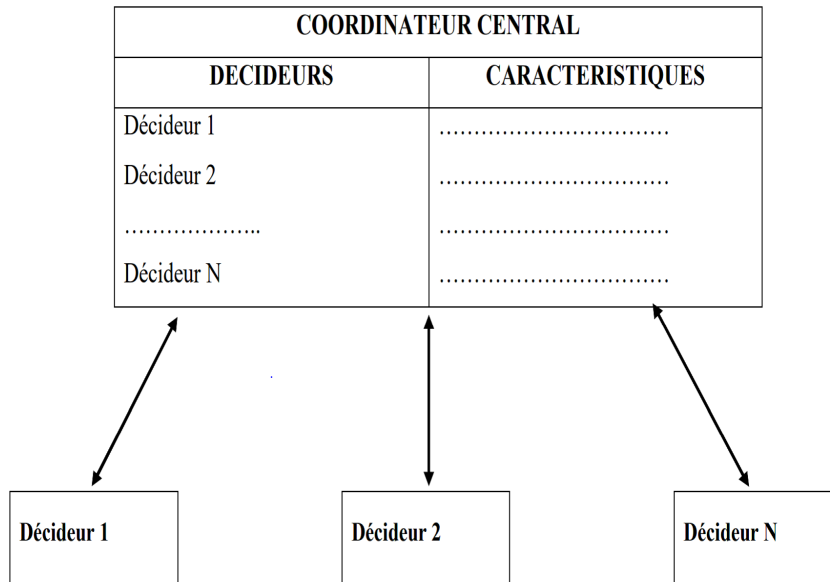 COORDINATEUR CENTRAL
DECIDEURS CARACTERISTIQUES
Décideur 1 ……………………………
Décideur 2 ……………………………
……………….. ……………………………
Décideur N ……………………………
Décideur 1 Décideur 2 Décideur N